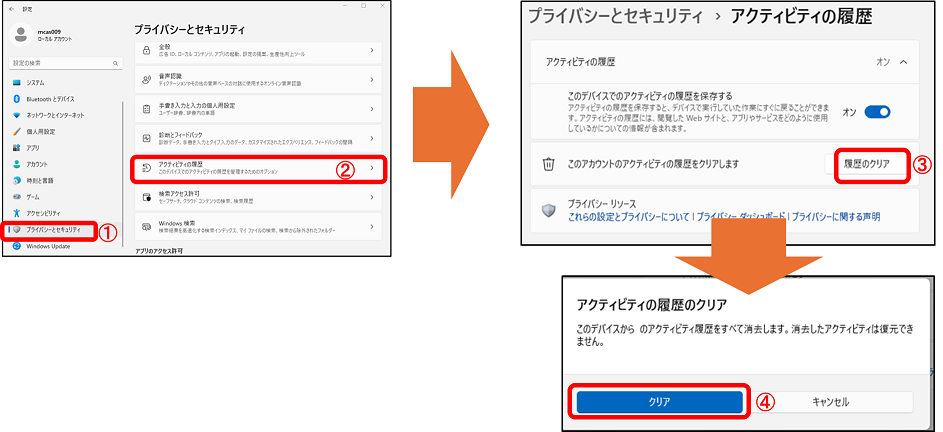 設定
mcas009
ローカル アカウント
設定の検索
システム
Bluetooth とデバイス
ネットワークとインターネット
個人用設定
アプリ
アカウント
時刻と言語
ゲーム
アクセシビリティ
プライバシーとセキュリティ
①
Windows Update
プライバシーとセキュリティ
全般
広告 ID、ローカル コンテンツ、アプリの起動、設定の提案、生産性向上ツール
音声認識
ディクテーションやその他の音声ベースの対話に使用するオンライン音声認識
手書き入力と入力の個人用設定
ユーザー辞書、辞書内の単語
診断とフィードバック
診断データ、手書き入力とタイプ入力のデータ、カスタマイズされたエクスペリエンス、フィードバックの間隔
アクティビティの履歴
このデバイスでのアクティビティの履歴を管理するためのオプション
②
検索アクセス許可
セーフサーチ、クラウド コンテンツの検索、検索履歴
Windows 検索
検索結果を高速化する検索インデックス、マイ ファイルの検索、検索から除外されたフォルダー
アプリのアクセス許可
プライバシーとセキュリティ › アクティビティの履歴
アクティビティの履歴
オン
このデバイスでのアクティビティの履歴を保存する
アクティビティの履歴を保存すると、デバイスで実行していた作業にすぐに戻ることができま
す。アクティビティの履歴には、閲覧した Web サイトと、アプリやサービスをどのように使用
しているかについての情報が含まれます。
オン
このアカウントのアクティビティの履歴をクリアします
履歴のクリア
③
プライバシー リソース
これらの設定とプライバシーについて | プライバシー ダッシュボード | プライバシーに関する声明
アクティビティの履歴のクリア
このデバイスから のアクティビティ履歴をすべて消去します。消去したアクティビティは復元でき
ません。
クリア
④
キャンセル